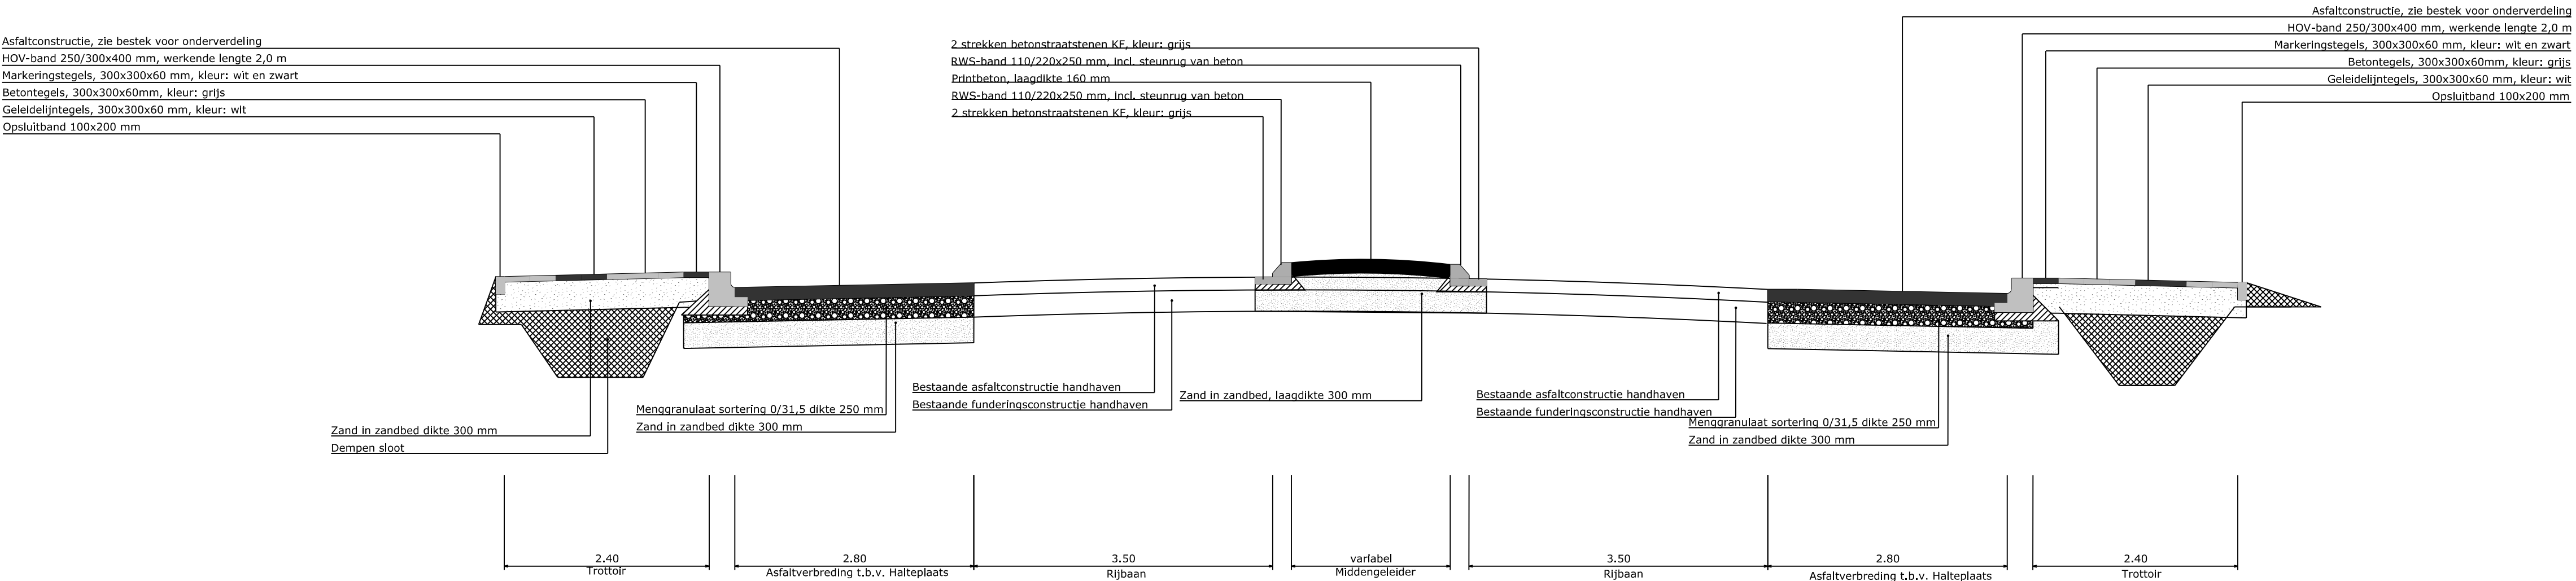 Asfaltconstructie, zie bestek voor onderverdeling
HOV-band 250/300x400 mm, werkende lengte 2,0 m
Markeringstegels, 300x300x60 mm, kleur: wit en zwart
Betontegels, 300x300x60mm, kleur: grijs
Geleidelijntegels, 300x300x60 mm, kleur: wit
Opsluitband 100x200 mm
2 strekken betonstraatstenen KF, kleur: grijs
RWS-band 110/220x250 mm, incl. steunrug van beton
Printbeton, laagdikte 160 mm
RWS-band 110/220x250 mm, incl. steunrug van beton
2 strekken betonstraatstenen KF, kleur: grijs
Asfaltconstructie, zie bestek voor onderverdeling
HOV-band 250/300x400 mm, werkende lengte 2,0 m
Markeringstegels, 300x300x60 mm, kleur: wit en zwart
Betontegels, 300x300x60mm, kleur: grijs
Geleidelijntegels, 300x300x60 mm, kleur: wit
Opsluitband 100x200 mm
Zand in zandbed dikte 300 mm
Dempen sloot
Menggranulaat sortering 0/31,5 dikte 250 mm
Zand in zandbed dikte 300 mm
Bestaande asfaltconstructie handhaven
Bestaande funderingsconstructie handhaven
Zand in zandbed, laagdikte 300 mm
Bestaande asfaltconstructie handhaven
Bestaande funderingsconstructie handhaven
Menggranulaat sortering 0/31,5 dikte 250 mm
Zand in zandbed dikte 300 mm
2.40
Trottoir
2.80
Asfaltverbreding t.b.v. Halteplaats
3.50
Rijbaan
variabel
Middengeleider
3.50
Rijbaan
2.80
Asfaltverbreding t.b.v. Halteplaats
2.40
Trottoir